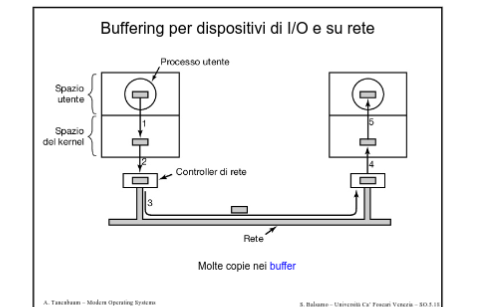 Buffering per dispositivi di I/O e su rete
Processo utente
Spazio
utente
1
5
Spazio
del kernel
2
4
Controller di rete
3
Rete
Molte copie nei buffer
A. Tanenbaum – Modern Operating Systems
S. Balsamo – Università Ca' Foscari Venezia – SO.5.18